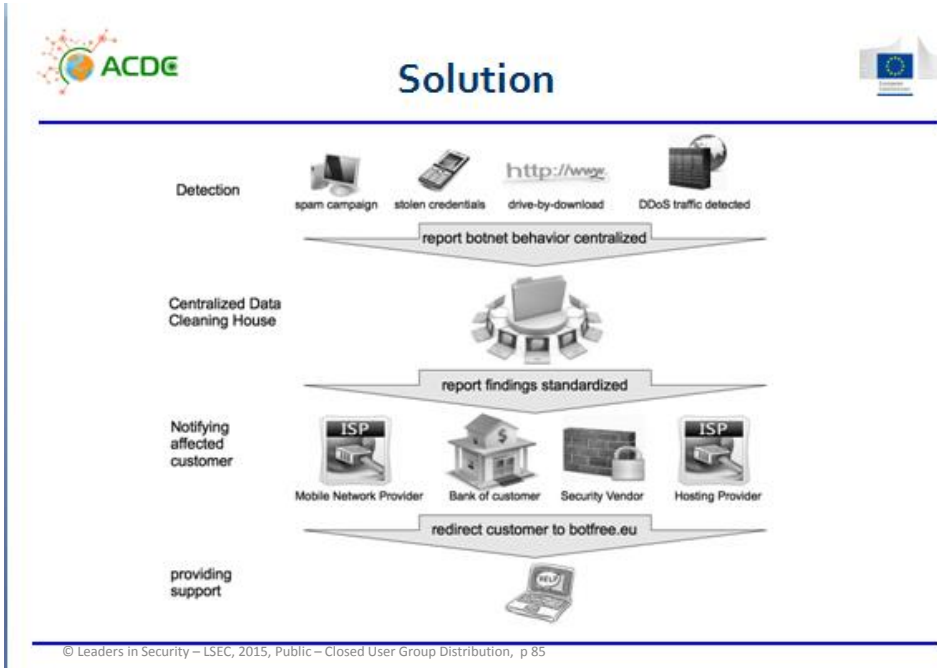 ACDC
Solution
European
Commission
Detection
http://www.
spam campaign
stolen credentials
drive-by-download
DDoS traffic detected
report botnet behavior centralized
Centralized Data
Cleaning House
report findings standardized
Notifying
affected
customer
ISP
ISP
Mobile Network Provider
Bank of customer
Security Vendor
Hosting Provider
redirect customer to botfree.eu
providing
support
HELP
© Leaders in Security – LSEC, 2015, Public – Closed User Group Distribution, p 85